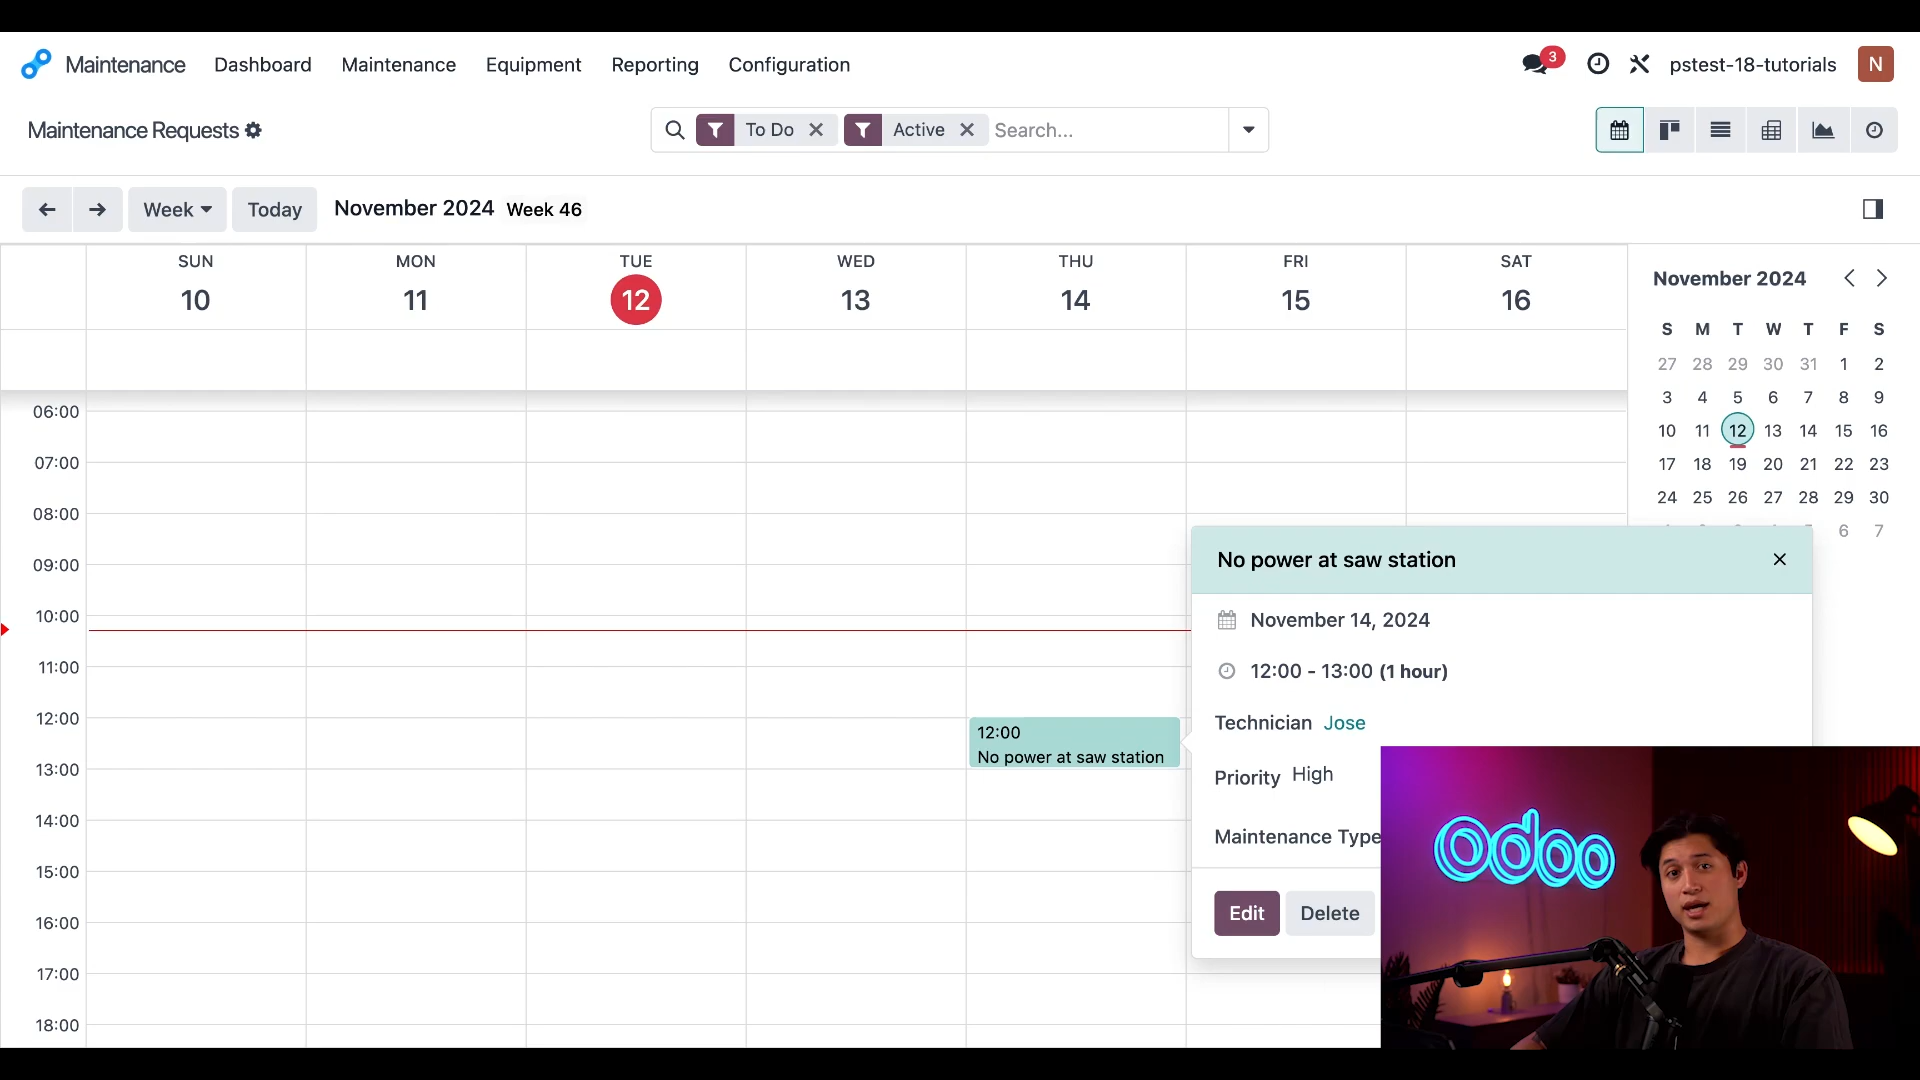 Maintenance Dashboard Maintenance Equipment Reporting Configuration 3 pstest-18-tutorials N
Maintenance Requests To Do Active Search...
Week Today November 2024 Week 46
SUN MON TUE WED THU FRI SAT
10 11 12 13 14 15 16
November 2024
S M T W T F S
27 28 29 30 31 1 2
3 4 5 6 7 8 9
10 11 12 13 14 15 16
17 18 19 20 21 22 23
24 25 26 27 28 29 30
6 7
06:00
07:00
08:00
09:00
10:00
11:00
12:00
13:00
14:00
15:00
16:00
17:00
18:00
12:00
No power at saw station
No power at saw station
November 14, 2024
12:00 - 13:00 (1 hour)
Technician Jose
Priority High
Maintenance Type
Edit Delete
odoo